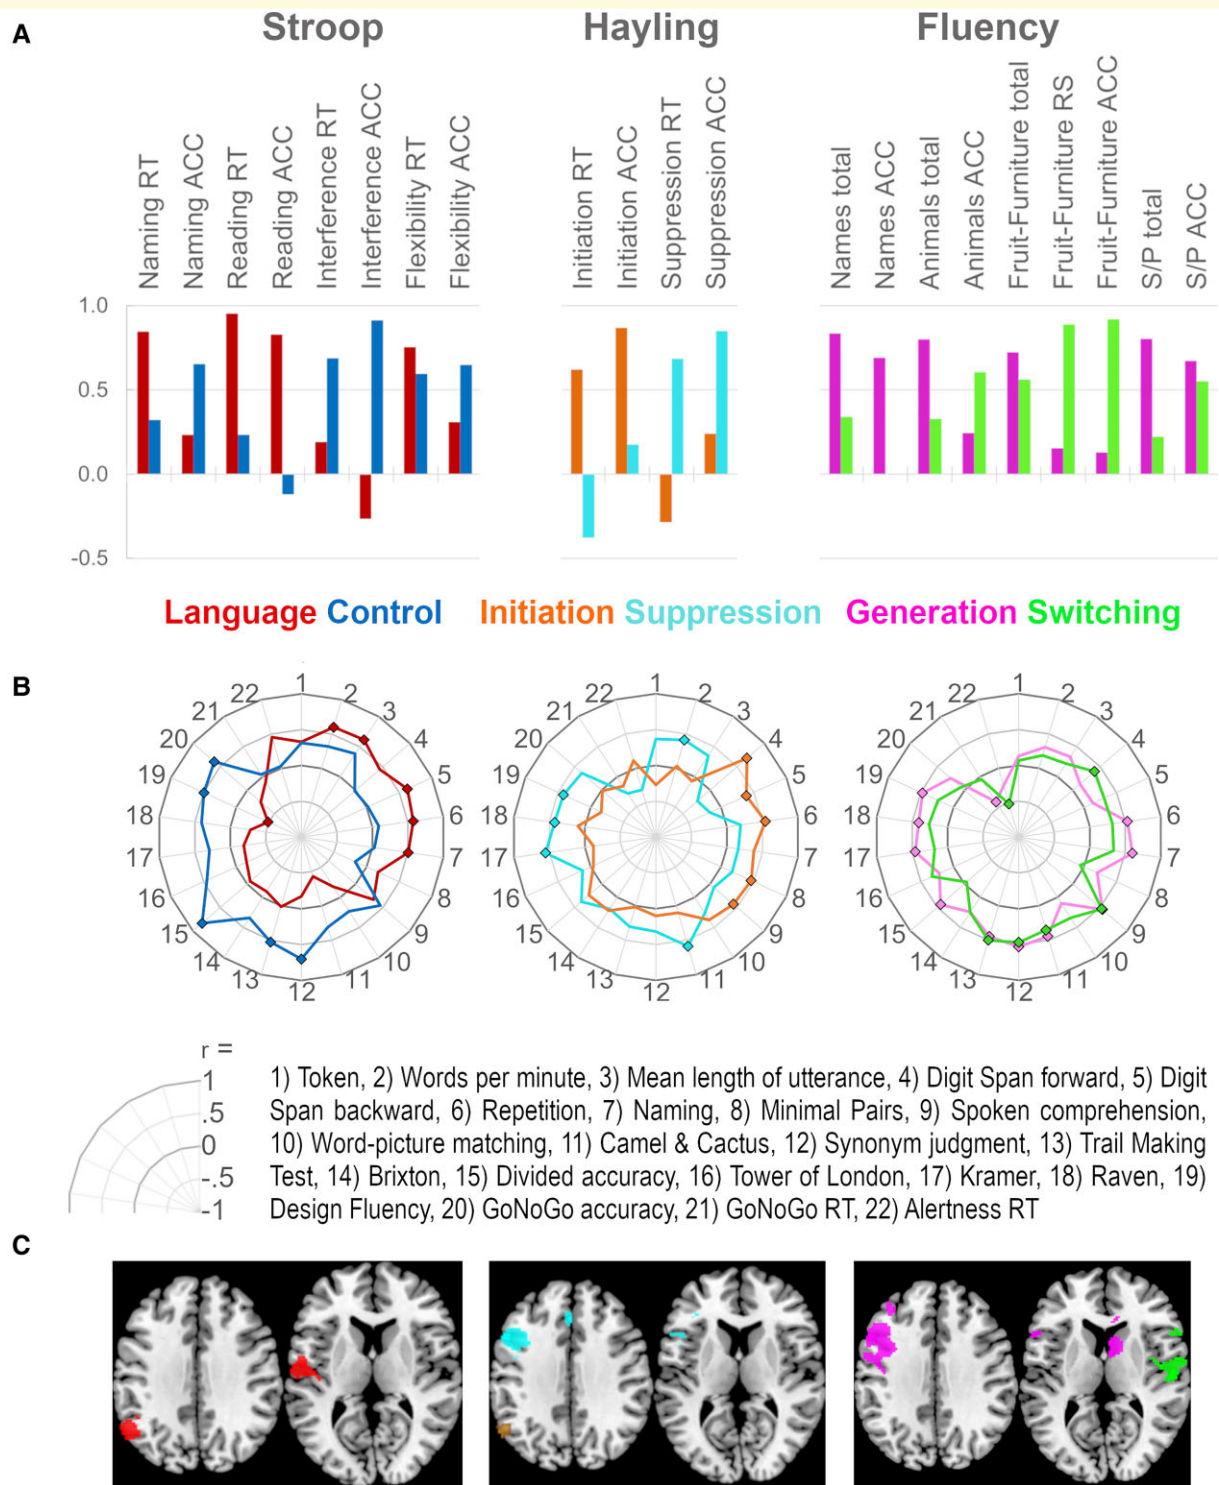 A
Stroop
Hayling
Fluency
Naming RT
Naming ACC
Reading RT
Reading ACC
Interference RT
Interference ACC
Flexibility RT
Flexibility ACC
Initiation RT
Initiation ACC
Suppression RT
Suppression ACC
Names total
Names ACC
Animals total
Animals ACC
Fruit-Furniture total
Fruit-Furniture RS
Fruit-Furniture ACC
S/P total
S/P ACC
1.0
0.5
0.0
-0.5
Language Control
Initiation Suppression
Generation Switching
B
1
2
3
4
5
6
7
8
9
10
11
12
13
14
15
16
17
18
19
20
21
22
1
2
3
4
5
6
7
8
9
10
11
12
13
14
15
16
17
18
19
20
21
22
1
2
3
4
5
6
7
8
9
10
11
12
13
14
15
16
17
18
19
20
21
22
r =
1
.5
0
-.5
-1
1) Token, 2) Words per minute, 3) Mean length of utterance, 4) Digit Span forward, 5) Digit
Span backward, 6) Repetition, 7) Naming, 8) Minimal Pairs, 9) Spoken comprehension,
10) Word-picture matching, 11) Camel & Cactus, 12) Synonym judgment, 13) Trail Making
Test, 14) Brixton, 15) Divided accuracy, 16) Tower of London, 17) Kramer, 18) Raven, 19)
Design Fluency, 20) GoNoGo accuracy, 21) GoNoGo RT, 22) Alertness RT
C